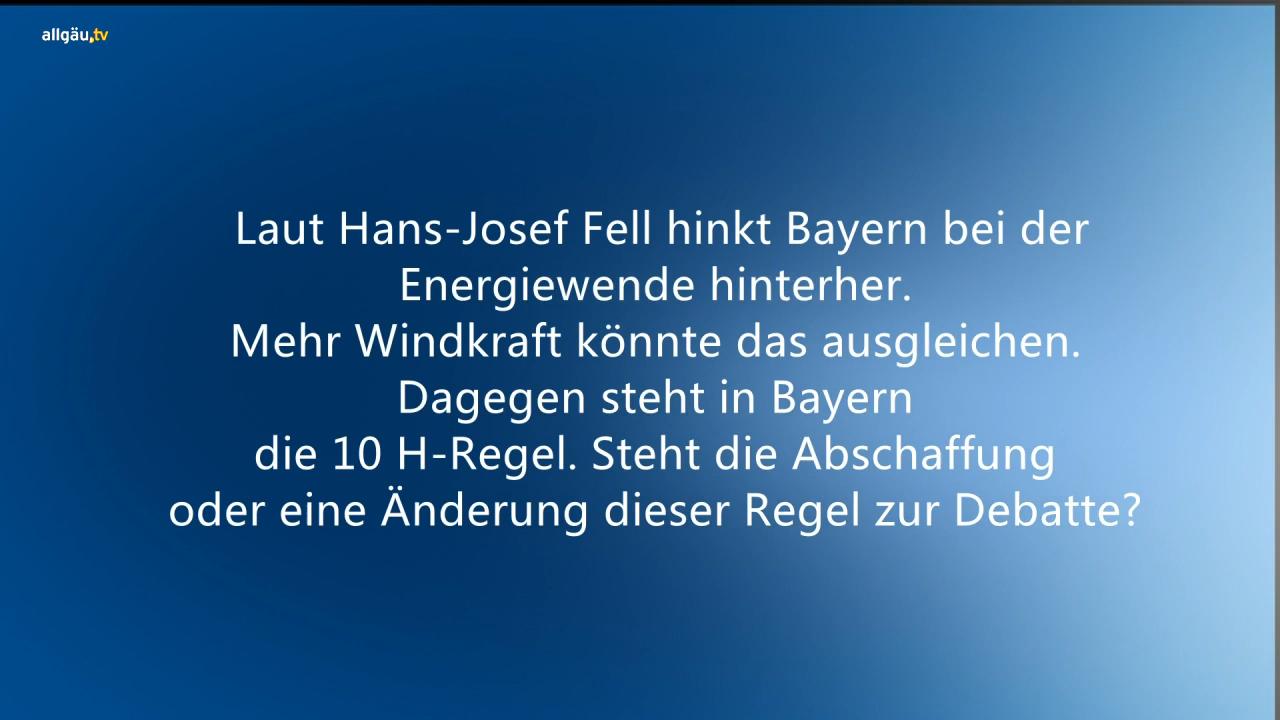 allgäu.tv
Laut Hans-Josef Fell hinkt Bayern bei der
Energiewende hinterher.
Mehr Windkraft könnte das ausgleichen.
Dagegen steht in Bayern
die 10 H-Regel. Steht die Abschaffung
oder eine Änderung dieser Regel zur Debatte?